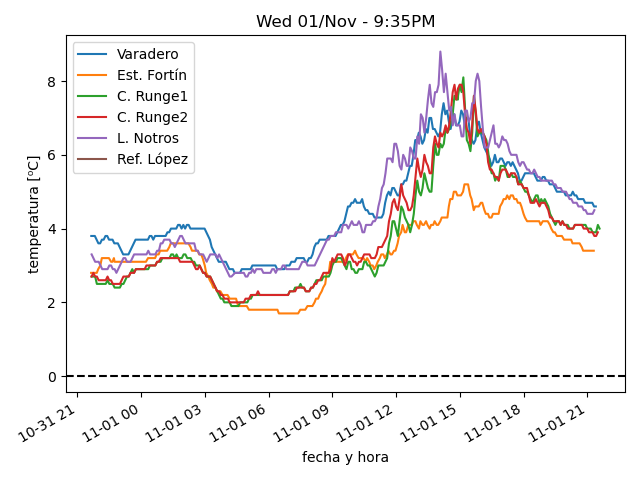 Wed 01/Nov - 9:35PM
Varadero
Est. Fortín
C. Runge1
C. Runge2
L. Notros
Ref. López
temperatura [ºC]
8
6
4
2
0
10-31 21
11-01 00
11-01 03
11-01 06
11-01 09
11-01 12
11-01 15
11-01 18
11-01 21
fecha y hora